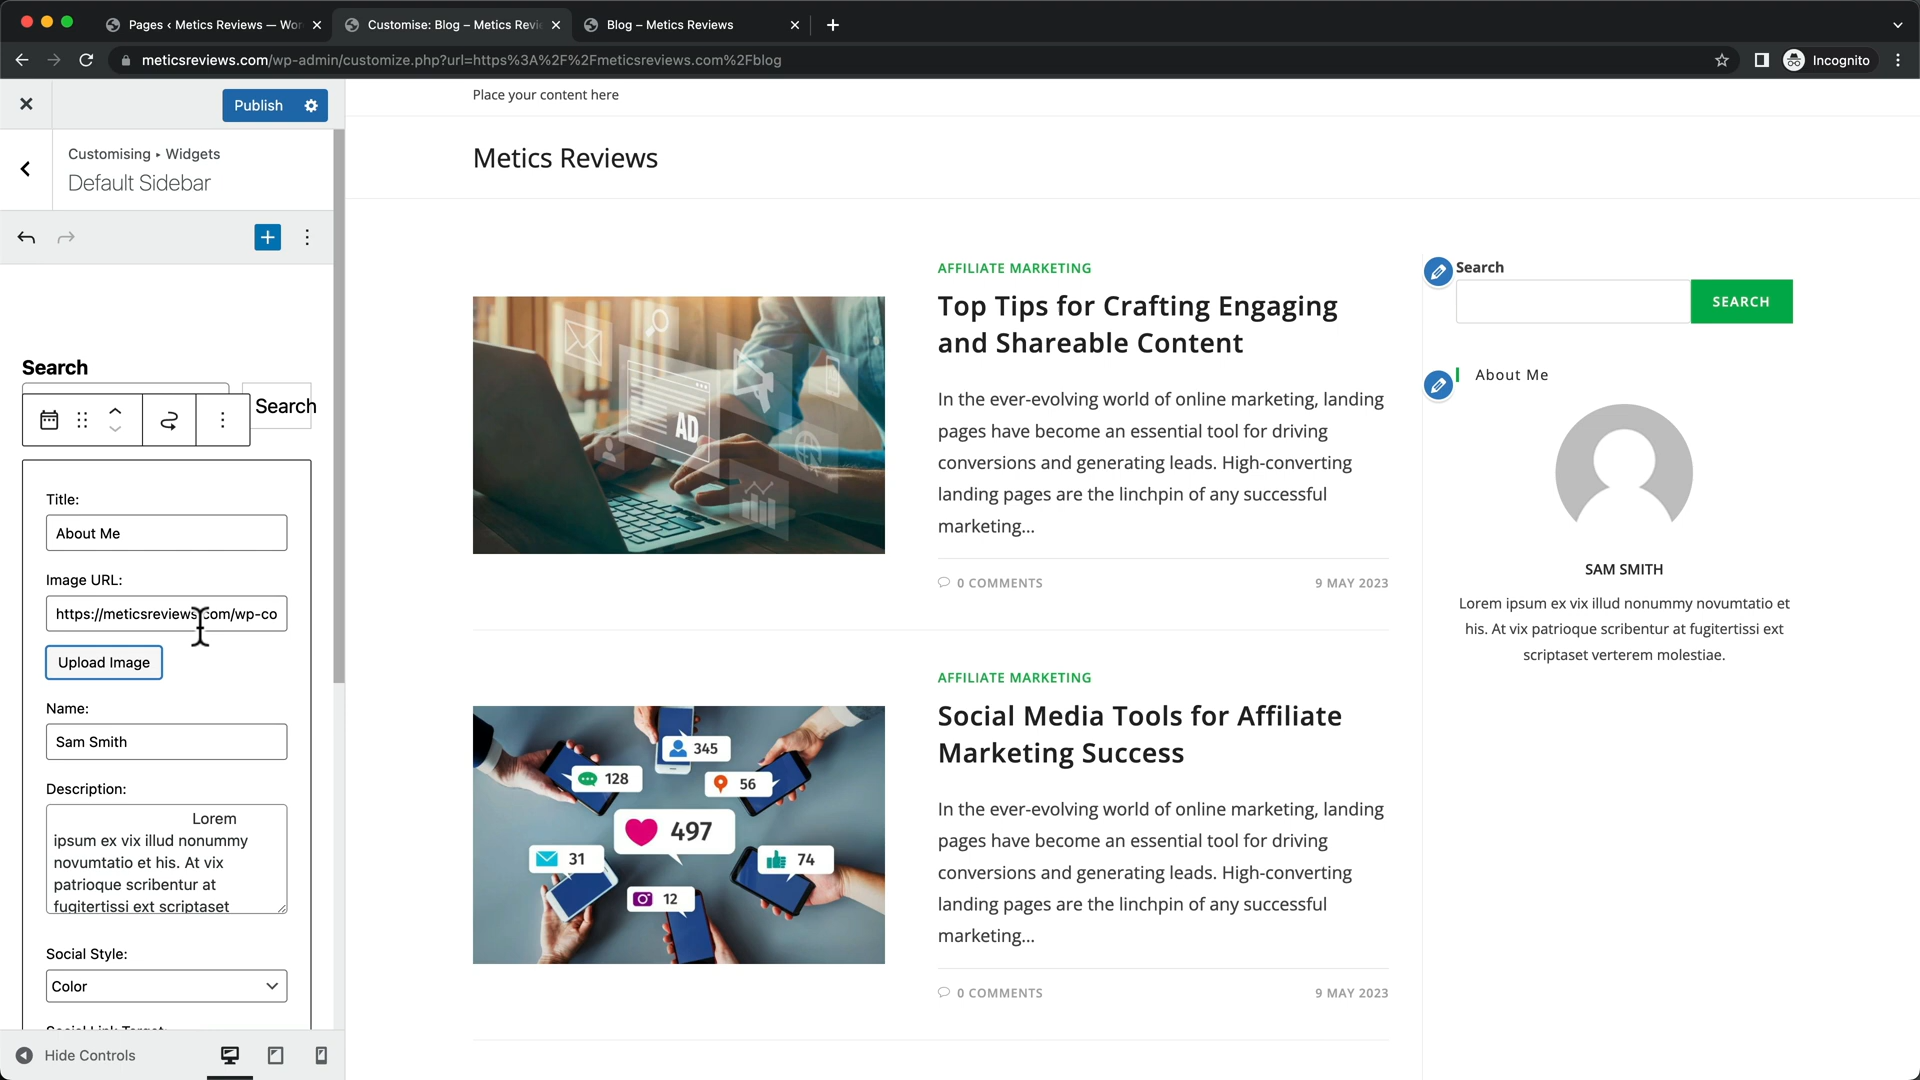 Pages ‹ Metics Reviews — Wor
Customise: Blog – Metics Revie
Blog – Metics Reviews
meticsreviews.com/wp-admin/customize.php?url=https%3A%2F%2Fmeticsreviews.com%2Fblog
Incognito
Publish
Customising ▸ Widgets
Default Sidebar
Search
Search
Title:
About Me
Image URL:
https://meticsreviews.com/wp-co
Upload Image
Name:
Sam Smith
Description:
Lorem
ipsum ex vix illud nonummy
novumtatio et his. At vix
patrioque scribentur at
fugitertissi ext scriptaset
Social Style:
Color
Social Link Target:
Hide Controls
Place your content here
Metics Reviews
AD
AFFILIATE MARKETING
Top Tips for Crafting Engaging
and Shareable Content
In the ever-evolving world of online marketing, landing
pages have become an essential tool for driving
conversions and generating leads. High-converting
landing pages are the linchpin of any successful
marketing...
0 COMMENTS
9 MAY 2023
345
128
56
497
31
74
12
AFFILIATE MARKETING
Social Media Tools for Affiliate
Marketing Success
In the ever-evolving world of online marketing, landing
pages have become an essential tool for driving
conversions and generating leads. High-converting
landing pages are the linchpin of any successful
marketing...
0 COMMENTS
9 MAY 2023
Search
SEARCH
About Me
SAM SMITH
Lorem ipsum ex vix illud nonummy novumtatio et
his. At vix patrioque scribentur at fugitertissi ext
scriptaset verterem molestiae.